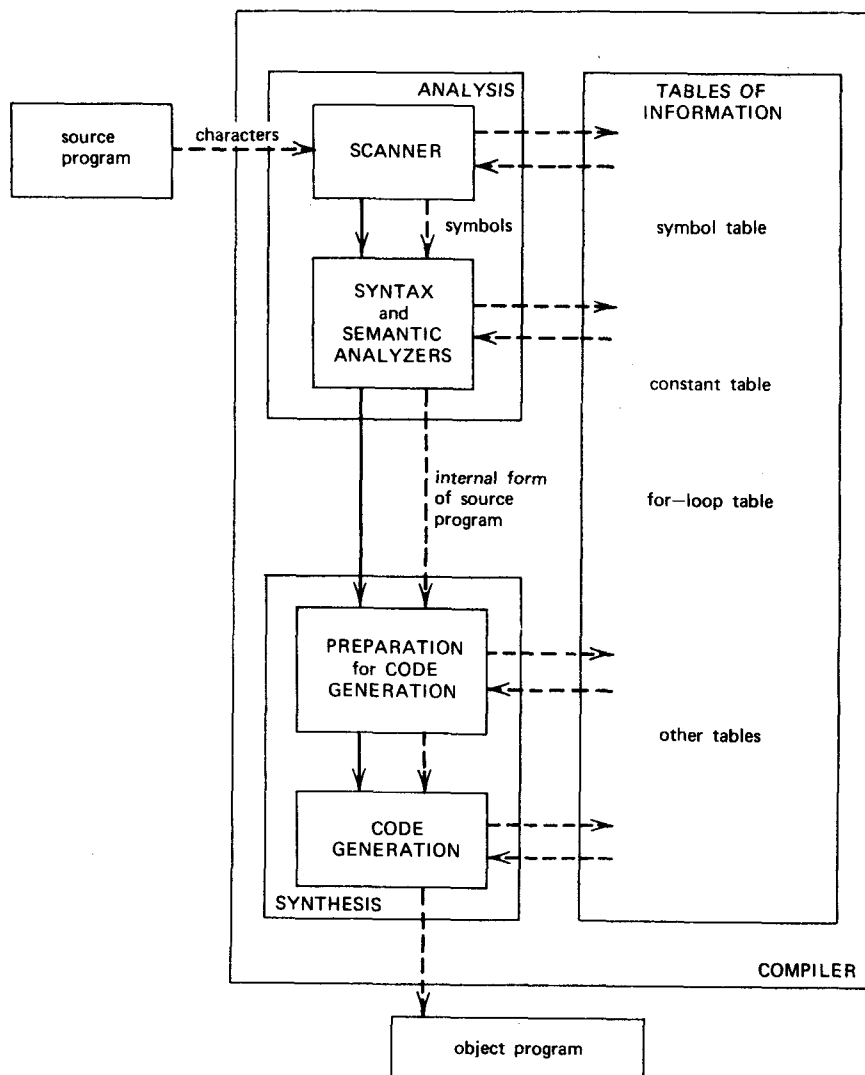 ANALYSIS
TABLES OF
INFORMATION
source
program
characters
SCANNER
symbols
symbol table
SYNTAX
and
SEMANTIC
ANALYZERS
constant table
internal form
of source
program
for—loop table
PREPARATION
for CODE
GENERATION
other tables
CODE
GENERATION
SYNTHESIS
COMPILER
object program